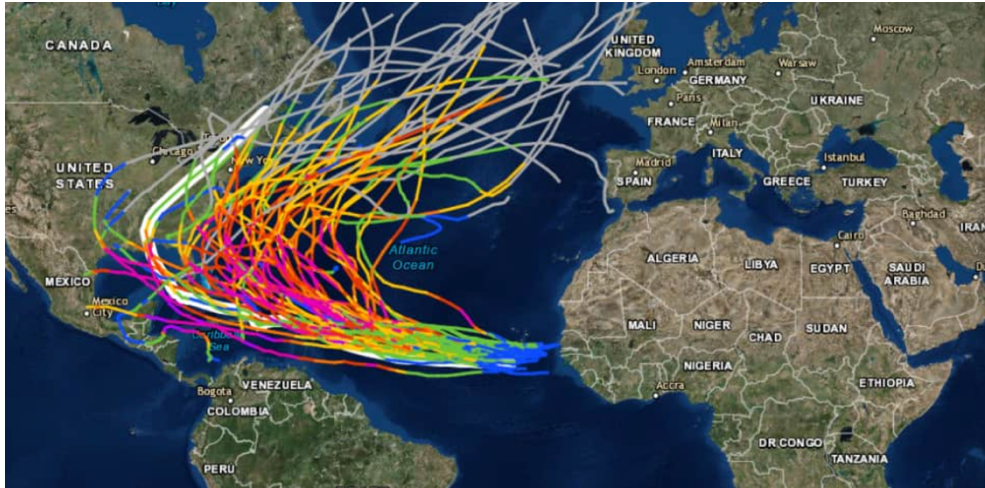 CANADA
UNITED
KINGDOM
Moscow
Amsterdam
Warsaw
London
GERMANY
Paris
UKRAINE
FRANCE
Milan
Chicago
New York
ITALY
Istanbul
UNITED
STATES
Madrid
SPAIN
GREECE
TURKEY
Baghdad
Cairo
IRAN
Atlantic
Ocean
ALGERIA
LIBYA
EGYPT
SAUDI
ARABIA
MEXICO
Mexico
City
MALI
NIGER
CHAD
SUDAN
Caribbean
Sea
NIGERIA
VENEZUELA
Bogota
COLOMBIA
Accra
ETHIOPIA
DR CONGO
TANZANIA
PERU